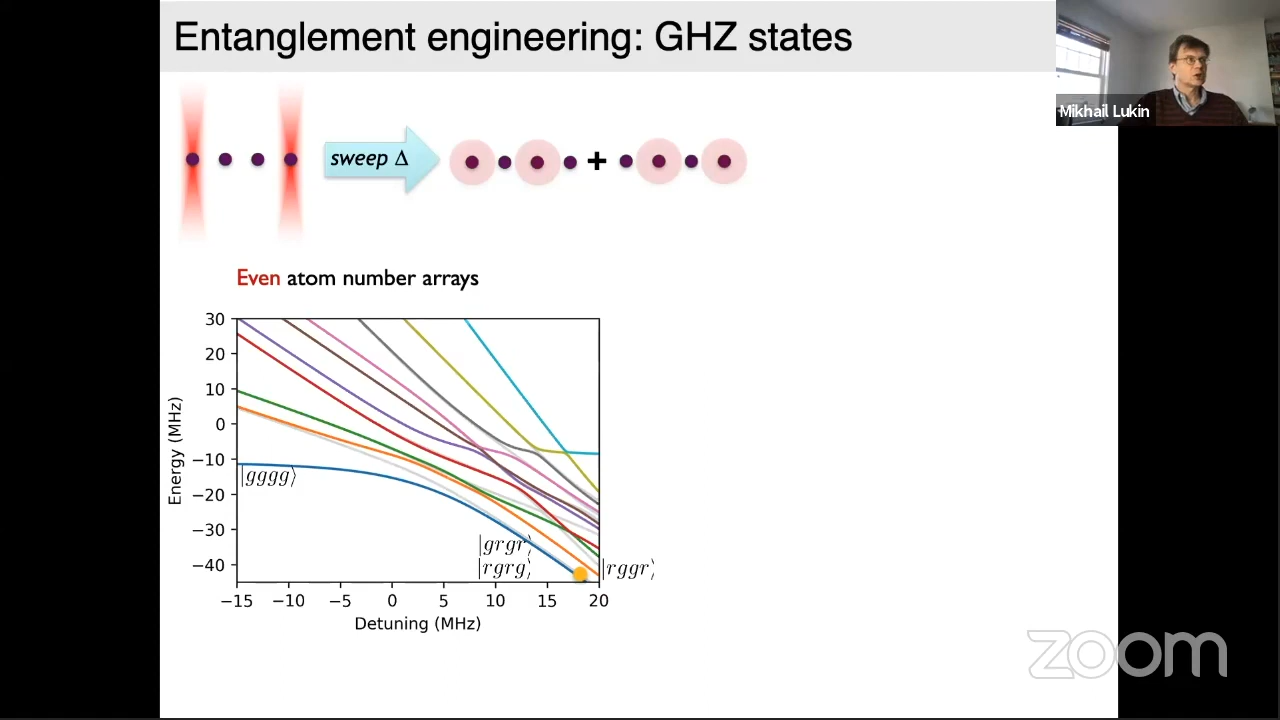 Entanglement engineering: GHZ states
Mikhail Lukin
sweep Δ
+
Even atom number arrays
30
20
10
0
−10
−20
−30
−40
Energy (MHz)
|gggg⟩
|grgr⟩
|rgrg⟩
|rggr⟩
−15 −10 −5 0 5 10 15 20
Detuning (MHz)
zoom